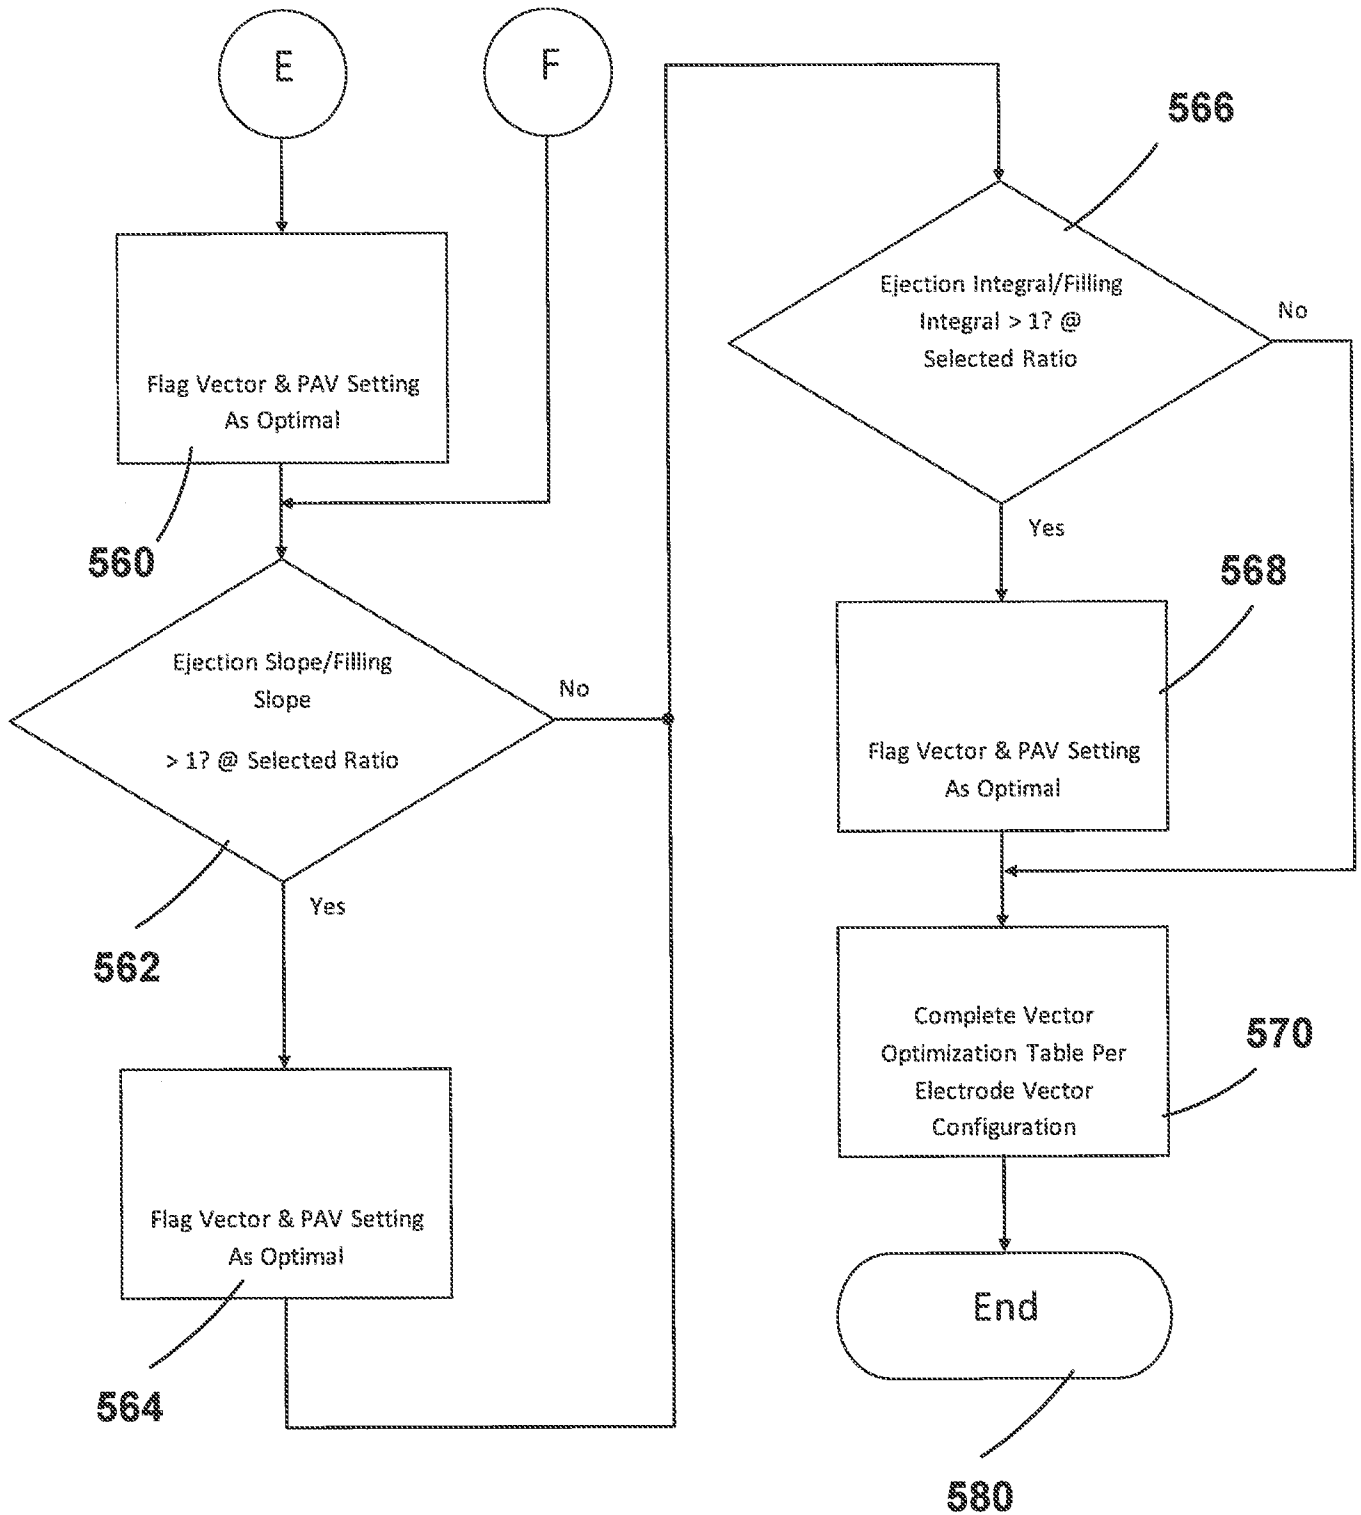 E
F
Flag Vector & PAV Setting
As Optimal
560
Ejection Slope/Filling
Slope
> 1? @ Selected Ratio
No
Yes
562
Flag Vector & PAV Setting
As Optimal
564
566
Ejection Integral/Filling
Integral > 1? @
Selected Ratio
No
Yes
568
Flag Vector & PAV Setting
As Optimal
Complete Vector
Optimization Table Per
Electrode Vector
Configuration
570
End
580